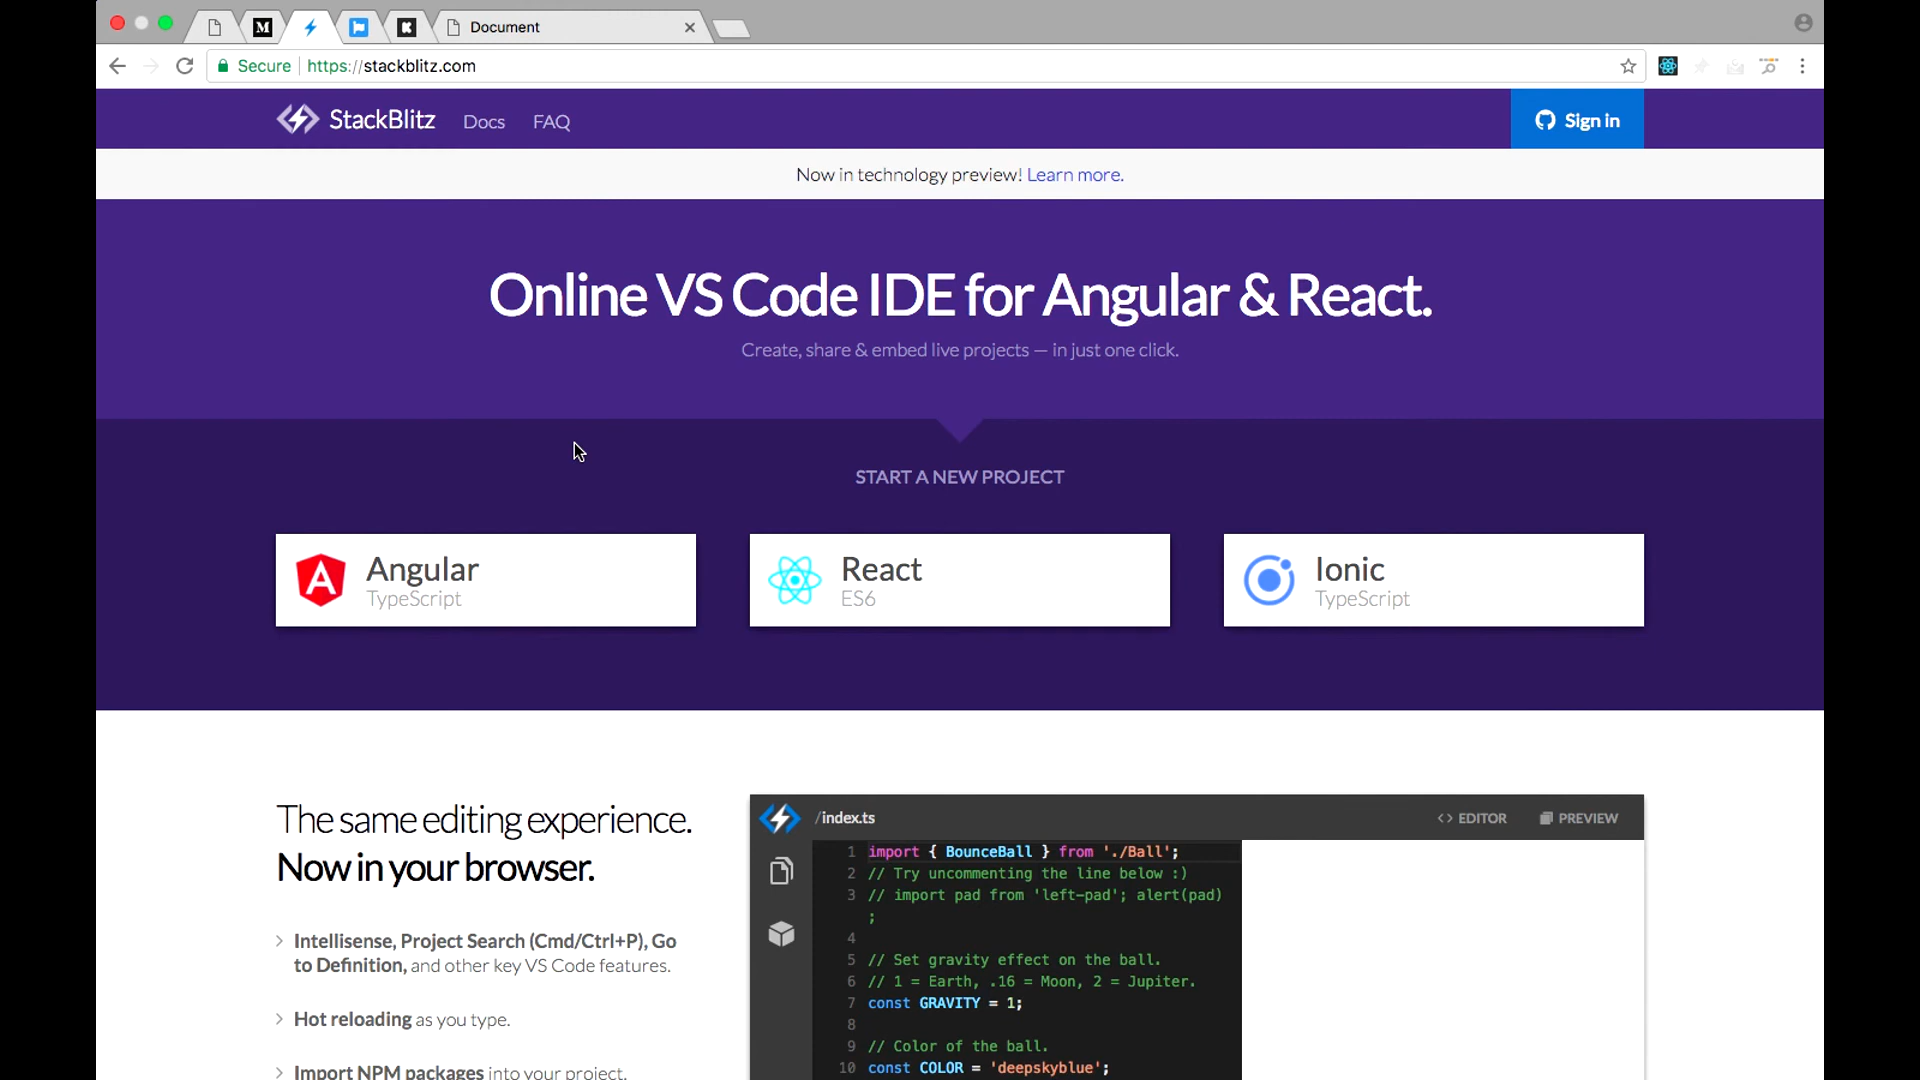 Document
Secure https://stackblitz.com
StackBlitz Docs FAQ Sign in
Now in technology preview! Learn more.
Online VS Code IDE for Angular & React.
Create, share & embed live projects — in just one click.
START A NEW PROJECT
Angular
TypeScript
React
ES6
Ionic
TypeScript
The same editing experience.
Now in your browser.
Intellisense, Project Search (Cmd/Ctrl+P), Go
to Definition, and other key VS Code features.
Hot reloading as you type.
Import NPM packages into your project.
/index.ts
<> EDITOR PREVIEW
1 import { BounceBall } from './Ball';
2 // Try uncommenting the line below :)
3 // import pad from 'left-pad'; alert(pad)
;
4
5 // Set gravity effect on the ball.
6 // 1 = Earth, .16 = Moon, 2 = Jupiter.
7 const GRAVITY = 1;
8
9 // Color of the ball.
10 const COLOR = 'deepskyblue';